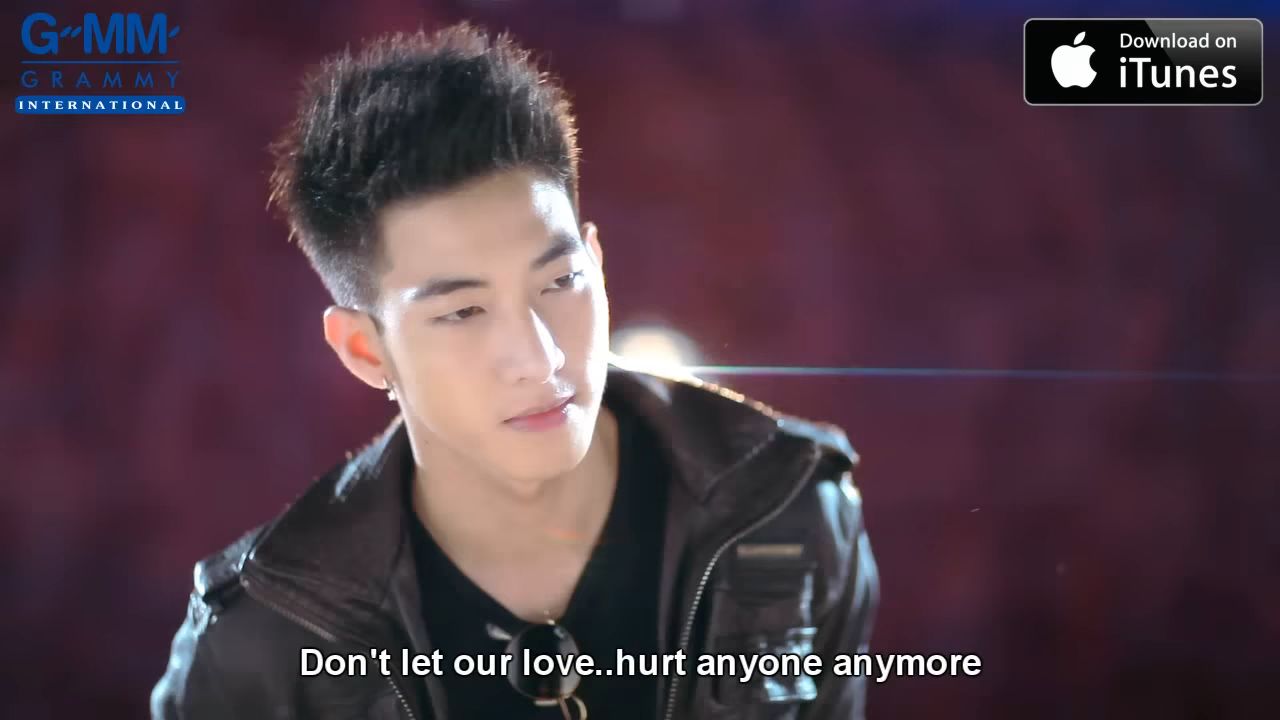 G"MM'
GRAMMY
INTERNATIONAL
Download on
iTunes
Don't let our love..hurt anyone anymore